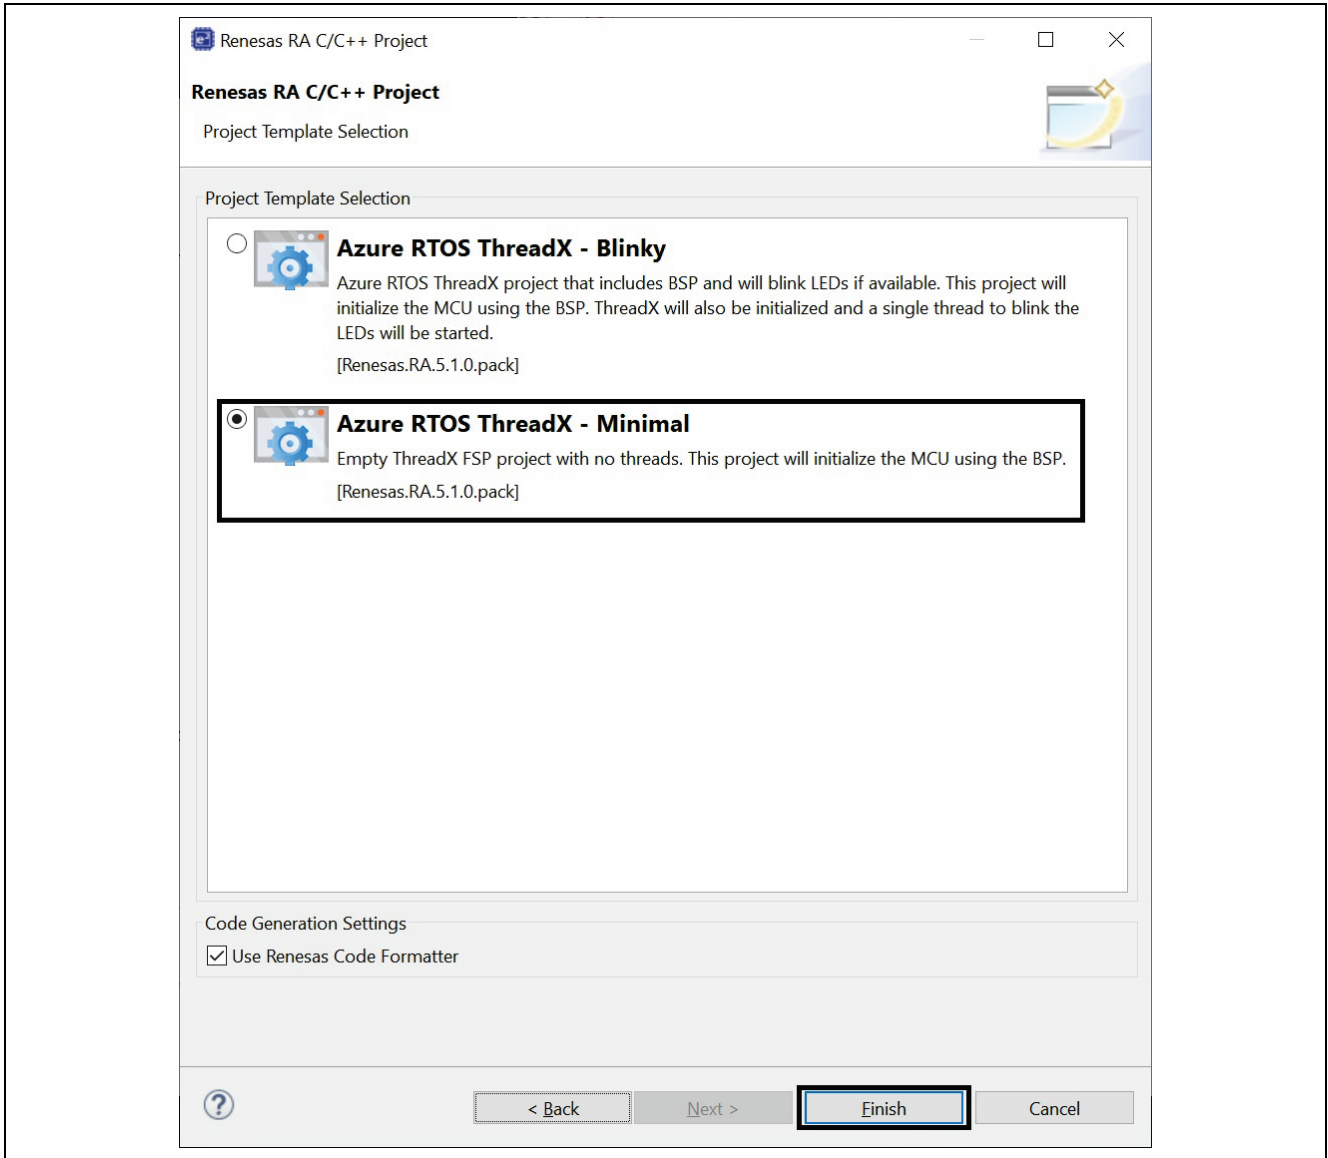 Renesas RA C/C++ Project
Renesas RA C/C++ Project
Project Template Selection
Project Template Selection
Azure RTOS ThreadX - Blinky
Azure RTOS ThreadX project that includes BSP and will blink LEDs if available. This project will
initialize the MCU using the BSP. ThreadX will also be initialized and a single thread to blink the
LEDs will be started.
[Renesas.RA.5.1.0.pack]
Azure RTOS ThreadX - Minimal
Empty ThreadX FSP project with no threads. This project will initialize the MCU using the BSP.
[Renesas.RA.5.1.0.pack]
Code Generation Settings
Use Renesas Code Formatter
? < Back Next > Finish Cancel